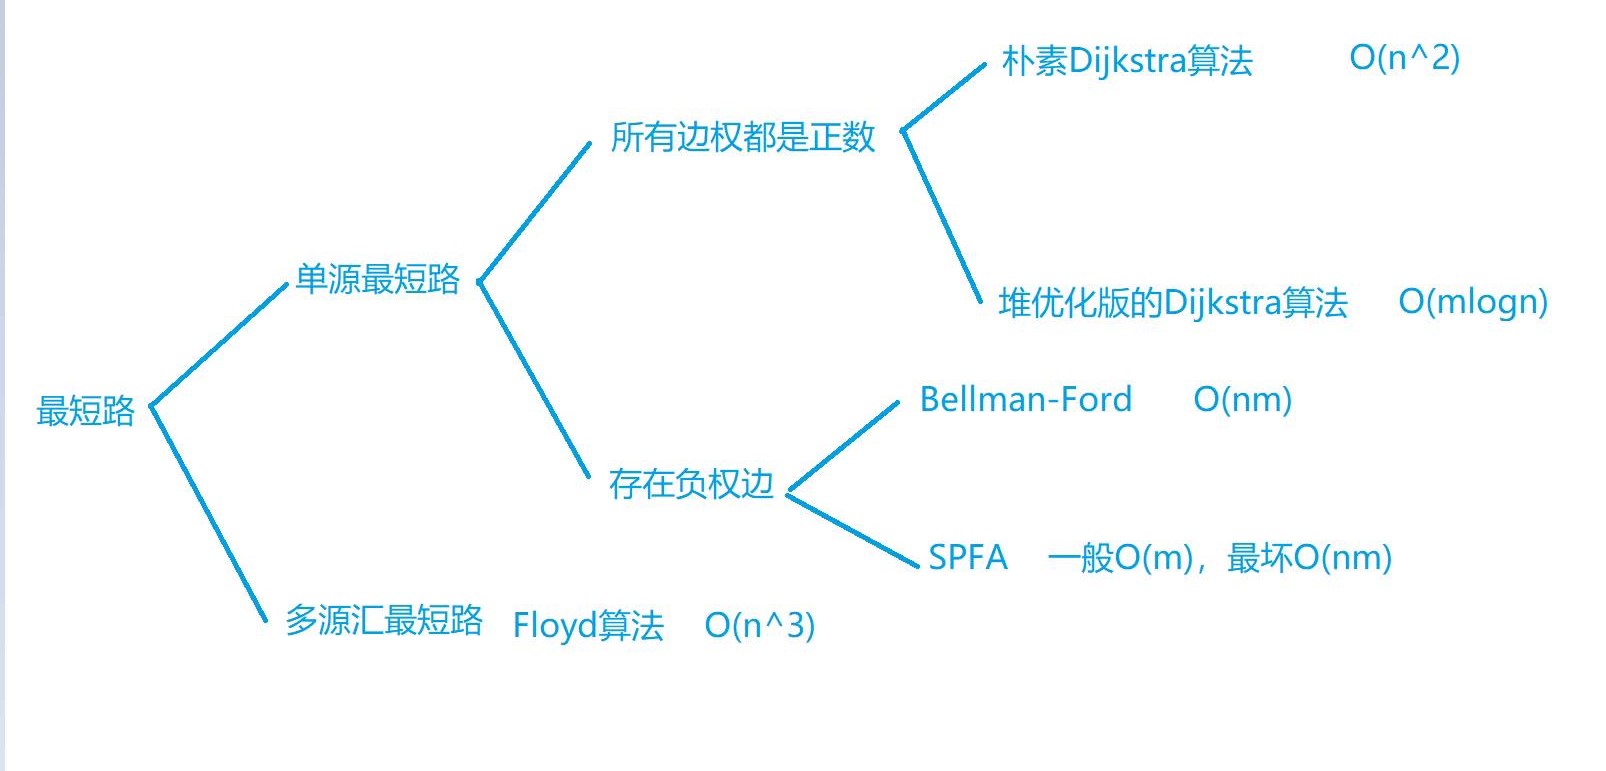 朴素Dijkstra算法 O(n^2)
所有边权都是正数
单源最短路
堆优化版的Dijkstra算法 O(mlogn)
最短路
Bellman-Ford O(nm)
存在负权边
SPFA 一般O(m)，最坏O(nm)
多源汇最短路 Floyd算法 O(n^3)